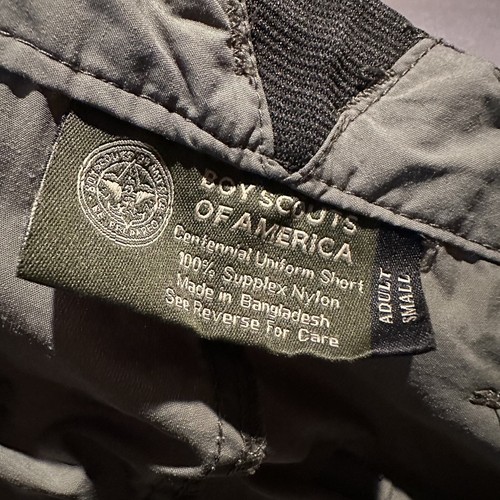 BOY SCOUTS
OF AMERICA
Centennial Uniform Short
100% Supplex Nylon
Made in Bangladesh
See Reverse For Care
ADULT
SMALL